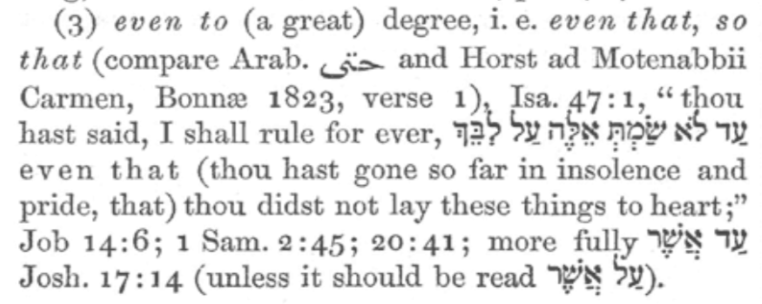 (3) even to (a great) degree, i. e. even that, so
that (compare Arab. حتى and Horst ad Motenabbii
Carmen, Bonnæ 1823, verse 1), Isa. 47:1, “thou
hast said, I shall rule for ever, עַד לֹא שַׂמְתְּ אֵלֶּה עַל לִבֵּךְ
even that (thou hast gone so far in insolence and
pride, that) thou didst not lay these things to heart;”
Job 14:6; 1 Sam. 2:45; 20:41; more fully עַד אֲשֶׁר
Josh. 17:14 (unless it should be read עַל אֲשֶׁר).